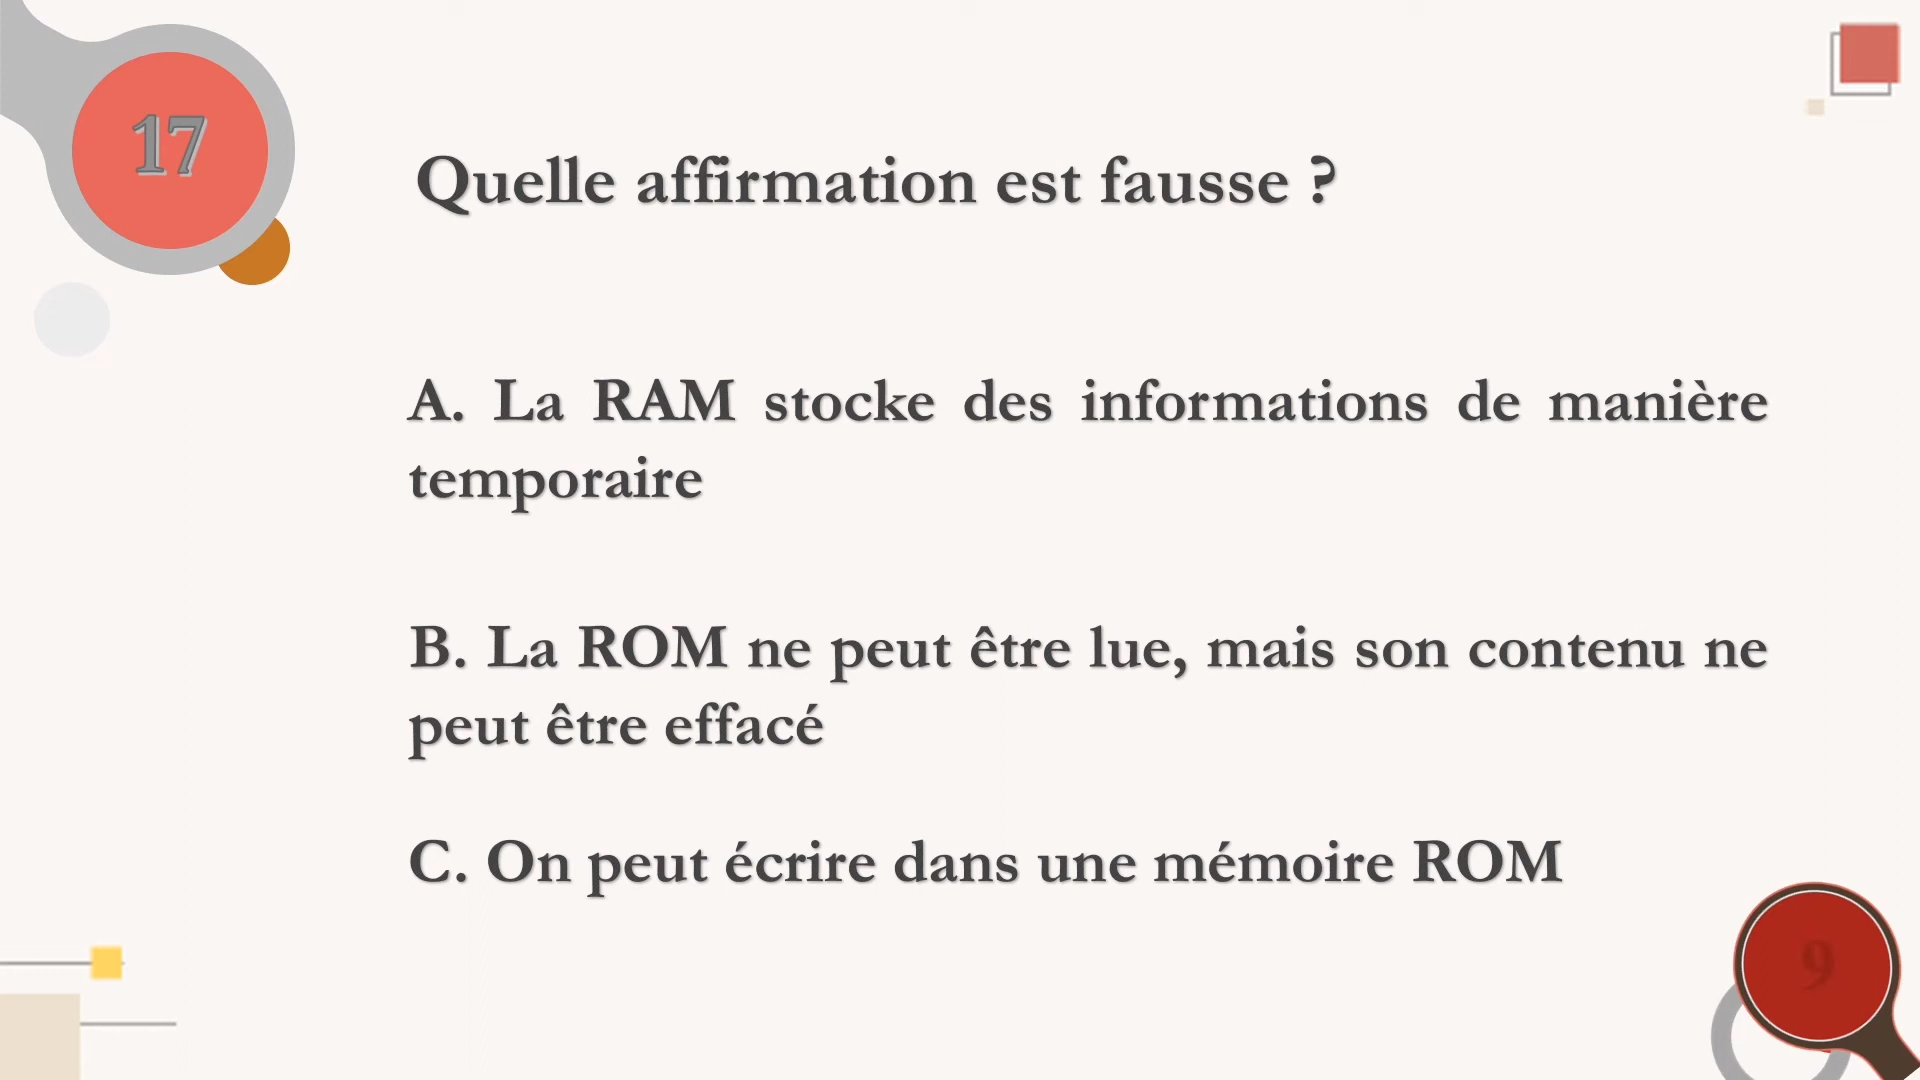 17
Quelle affirmation est fausse ?
A. La RAM stocke des informations de manière
temporaire
B. La ROM ne peut être lue, mais son contenu ne
peut être effacé
C. On peut écrire dans une mémoire ROM
9